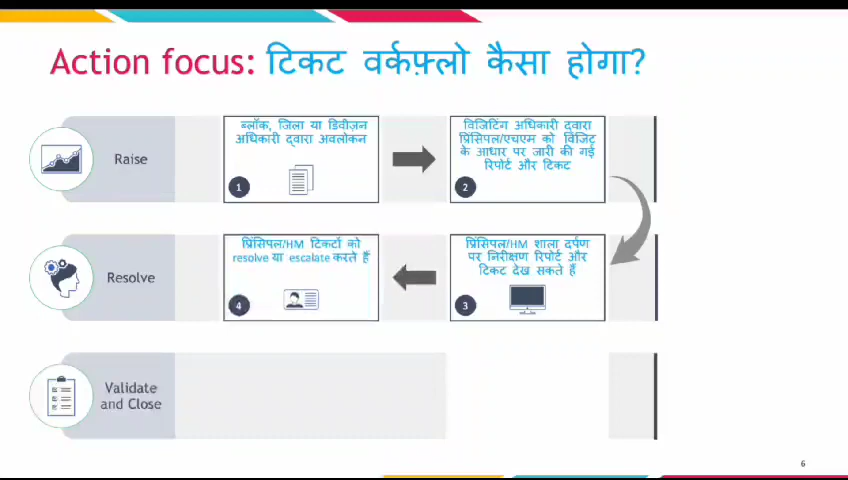 Action focus: टिकट वर्कफ़्लो कैसा होगा?
Raise
ब्लॉक, जिला या डिवीज़न
अधिकारी द्वारा अवलोकन
1
विजिटिंग अधिकारी द्वारा
प्रिंसिपल/एचएम को विजिट
के आधार पर जारी की गई
रिपोर्ट और टिकट
2
Resolve
प्रिंसिपल/HM टिकटों को
resolve या escalate करते हैं
4
प्रिंसिपल/HM शाला दर्पण
पर निरीक्षण रिपोर्ट और
टिकट देख सकते हैं
3
Validate
and Close
6